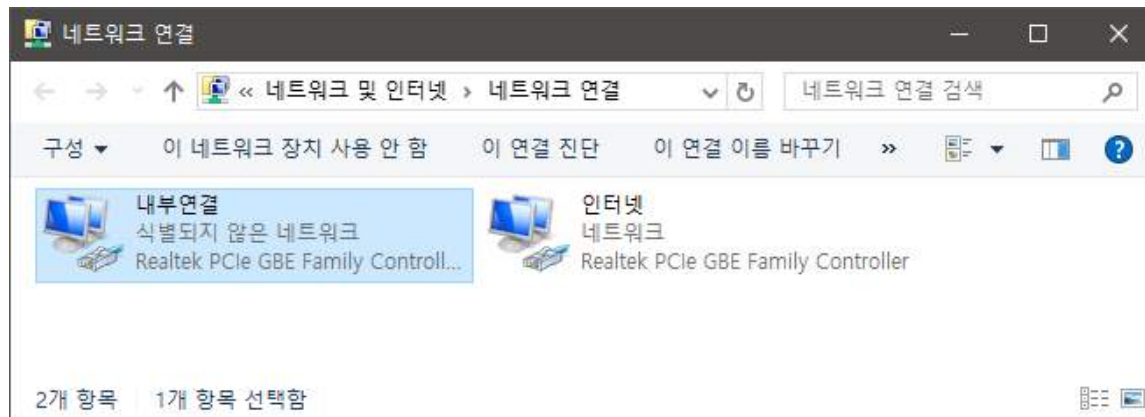 네트워크 연결
« 네트워크 및 인터넷 › 네트워크 연결
네트워크 연결 검색
구성 이 네트워크 장치 사용 안 함 이 연결 진단 이 연결 이름 바꾸기 »
내부연결
식별되지 않은 네트워크
Realtek PCIe GBE Family Controll...
인터넷
네트워크
Realtek PCIe GBE Family Controller
2개 항목 1개 항목 선택함